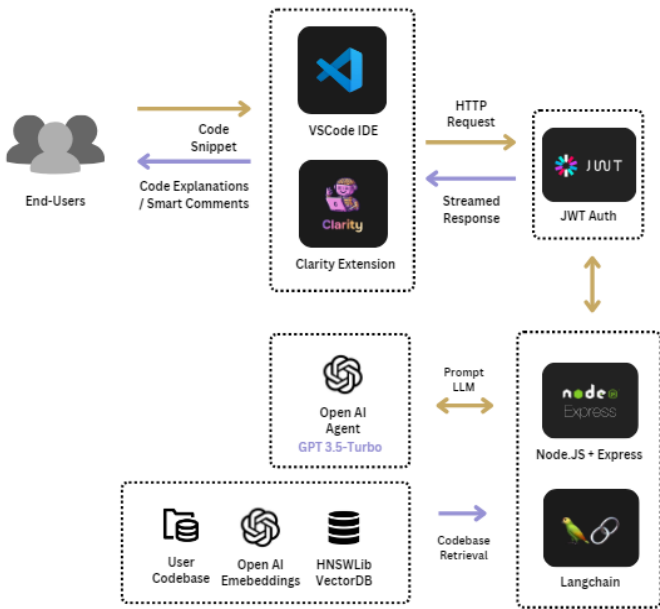 VSCode IDE
Code
Snippet
HTTP
Request
JWT
End-Users
Code Explanations
/ Smart Comments
Clarity
Streamed
Response
JWT Auth
Clarity Extension
Prompt
LLM
node
Express
Open AI
Agent
GPT 3.5-Turbo
Node.JS + Express
User
Codebase
Open AI
Emebeddings
HNSWLib
VectorDB
Codebase
Retrieval
Langchain